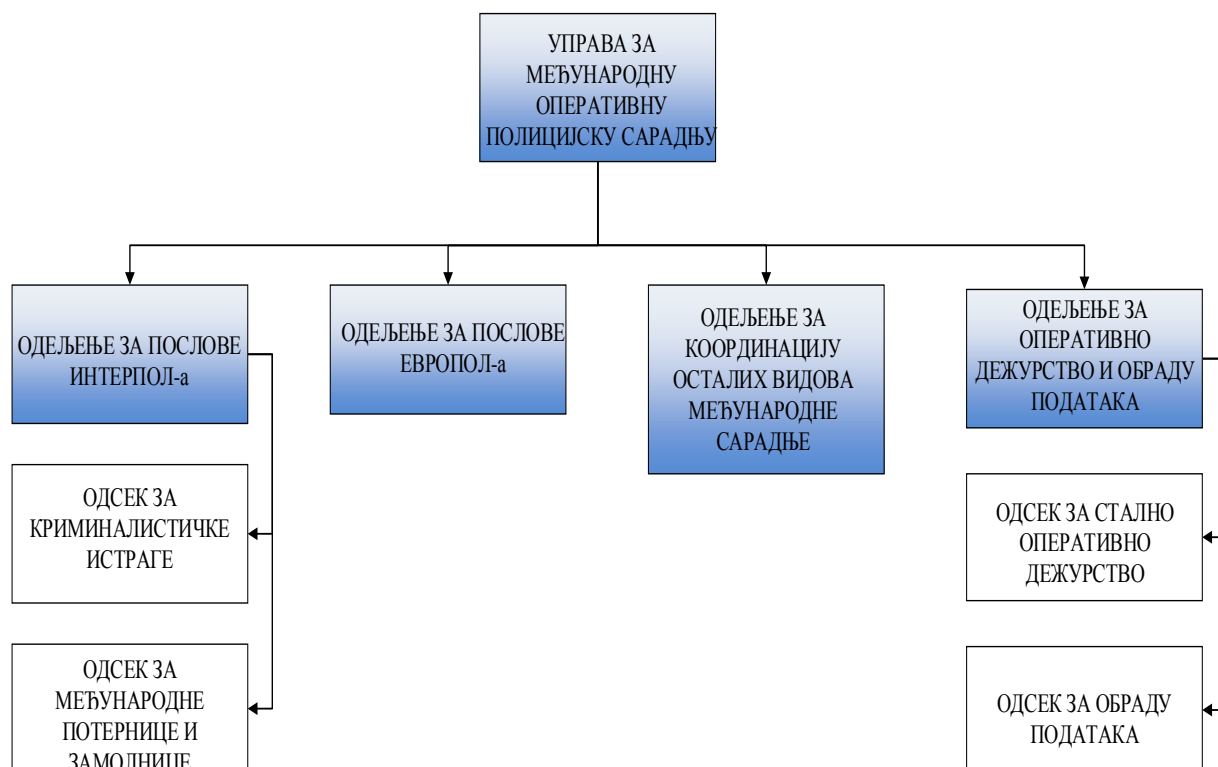 УПРАВА ЗА
МЕЂУНАРОДНУ
ОПЕРАТИВНУ
ПОЛИЦИЈСКУ САРАДЊУ
ОДЕЉЕЊЕ ЗА ПОСЛОВЕ
ИНТЕРПОЛ-а
ОДЕЉЕЊЕ ЗА ПОСЛОВЕ
ЕВРОПОЛ-а
ОДЕЉЕЊЕ ЗА
КООРДИНАЦИЈУ
ОСТАЛИХ ВИДОВА
МЕЂУНАРОДНЕ
САРАДЊЕ
ОДЕЉЕЊЕ ЗА
ОПЕРАТИВНО
ДЕЖУРСТВО И ОБРАДУ
ПОДАТАКА
ОДСЕК ЗА
КРИМИНАЛИСТИЧКЕ
ИСТРАГЕ
ОДСЕК ЗА
МЕЂУНАРОДНЕ
ПОТЕРНИЦЕ И
ЗАМОЛНИЦЕ
ОДСЕК ЗА СТАЛНО
ОПЕРАТИВНО
ДЕЖУРСТВО
ОДСЕК ЗА ОБРАДУ
ПОДАТАКА